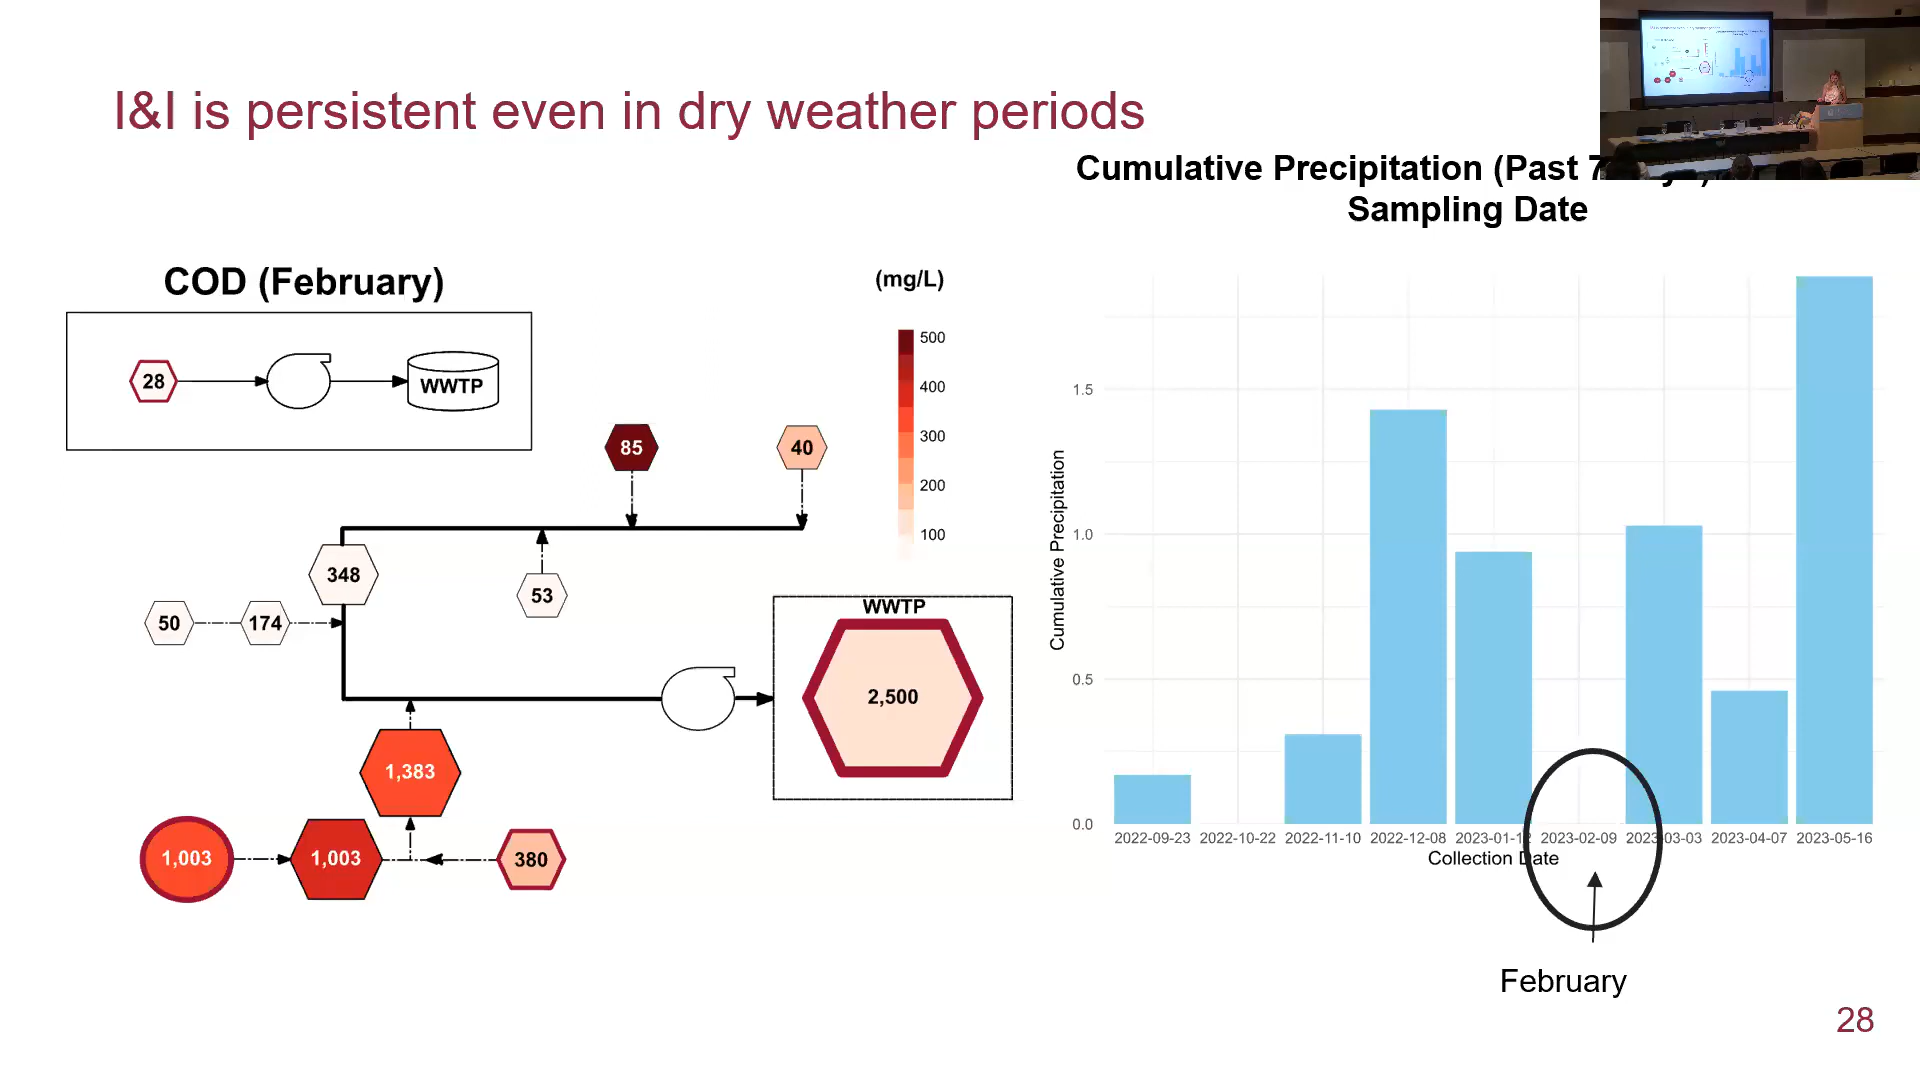 I&I is persistent even in dry weather periods
Cumulative Precipitation (Past 7
Sampling Date
COD (February)
(mg/L)
28
WWTP
500
400
300
200
100
85
40
348
53
50
174
WWTP
2,500
1,383
1,003
1,003
380
Cumulative Precipitation
1.5
1.0
0.5
0.0
2022-09-23 2022-10-22 2022-11-10 2022-12-08 2023-01-12 2023-02-09 2023-03-03 2023-04-07 2023-05-16
Collection Date
February
28